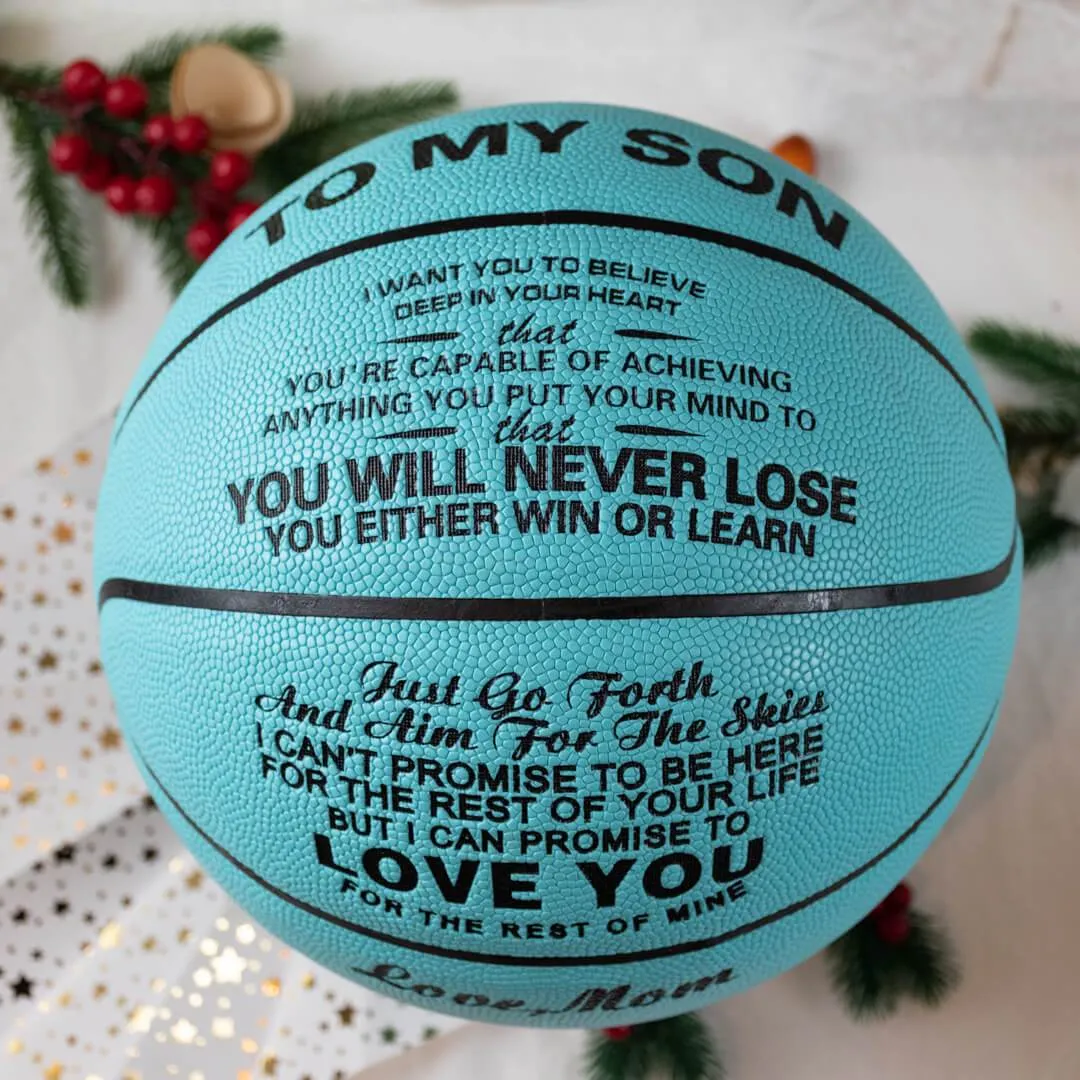 TO MY SON
I WANT YOU TO BELIEVE
DEEP IN YOUR HEART
that
YOU'RE CAPABLE OF ACHIEVING
ANYTHING YOU PUT YOUR MIND TO
that
YOU WILL NEVER LOSE
YOU EITHER WIN OR LEARN
Just Go Forth
And Aim For The Skies
I CAN'T PROMISE TO BE HERE
FOR THE REST OF YOUR LIFE
BUT I CAN PROMISE TO
LOVE YOU
FOR THE REST OF MINE
Love, Mom